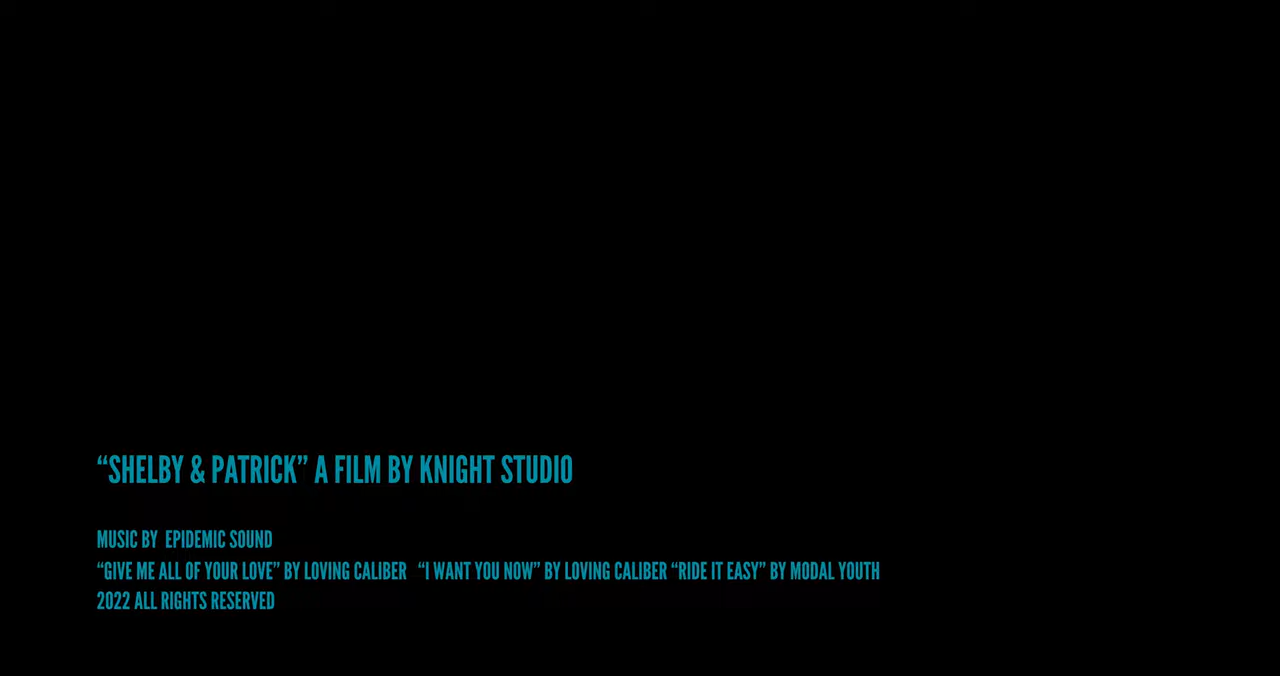 “SHELBY & PATRICK” A FILM BY KNIGHT STUDIO
MUSIC BY EPIDEMIC SOUND
“GIVE ME ALL OF YOUR LOVE” BY LOVING CALIBER “I WANT YOU NOW” BY LOVING CALIBER “RIDE IT EASY” BY MODAL YOUTH
2022 ALL RIGHTS RESERVED